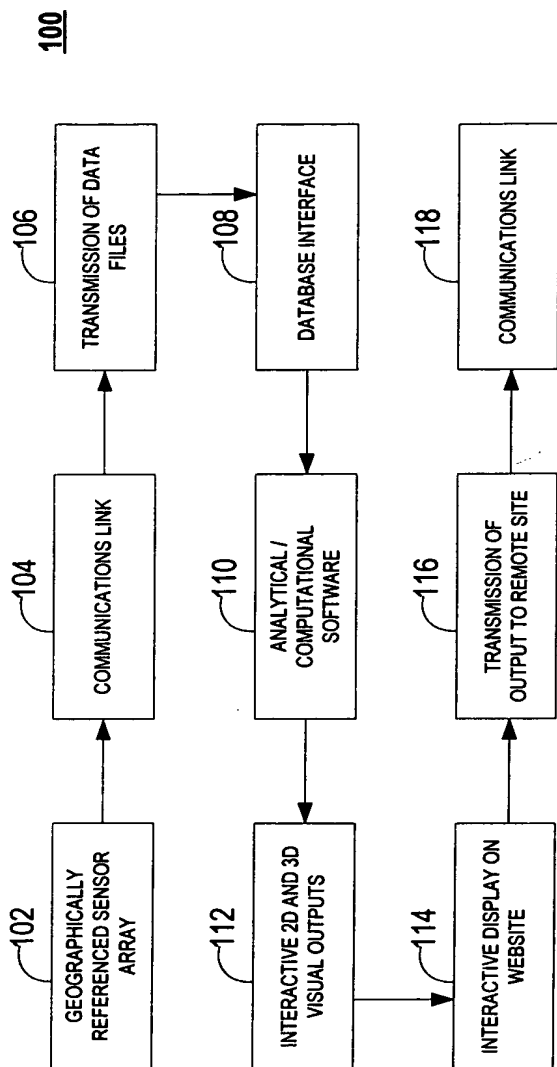 100
102
GEOGRAPHICALLY
REFERENCED SENSOR
ARRAY
104
COMMUNICATIONS LINK
106
TRANSMISSION OF DATA
FILES
108
DATABASE INTERFACE
110
ANALYTICAL /
COMPUTATIONAL
SOFTWARE
112
INTERACTIVE 2D AND 3D
VISUAL OUTPUTS
114
INTERACTIVE DISPLAY ON
WEBSITE
116
TRANSMISSION OF
OUTPUT TO REMOTE SITE
118
COMMUNICATIONS LINK